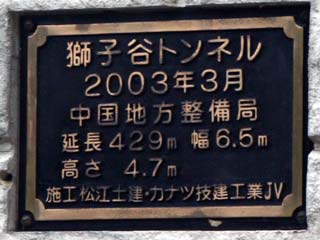 獅子谷トンネル
2003年3月
中国地方整備局
延長429m 幅6.5m
高さ 4.7m
施工松江土建・カナツ技建工業JV